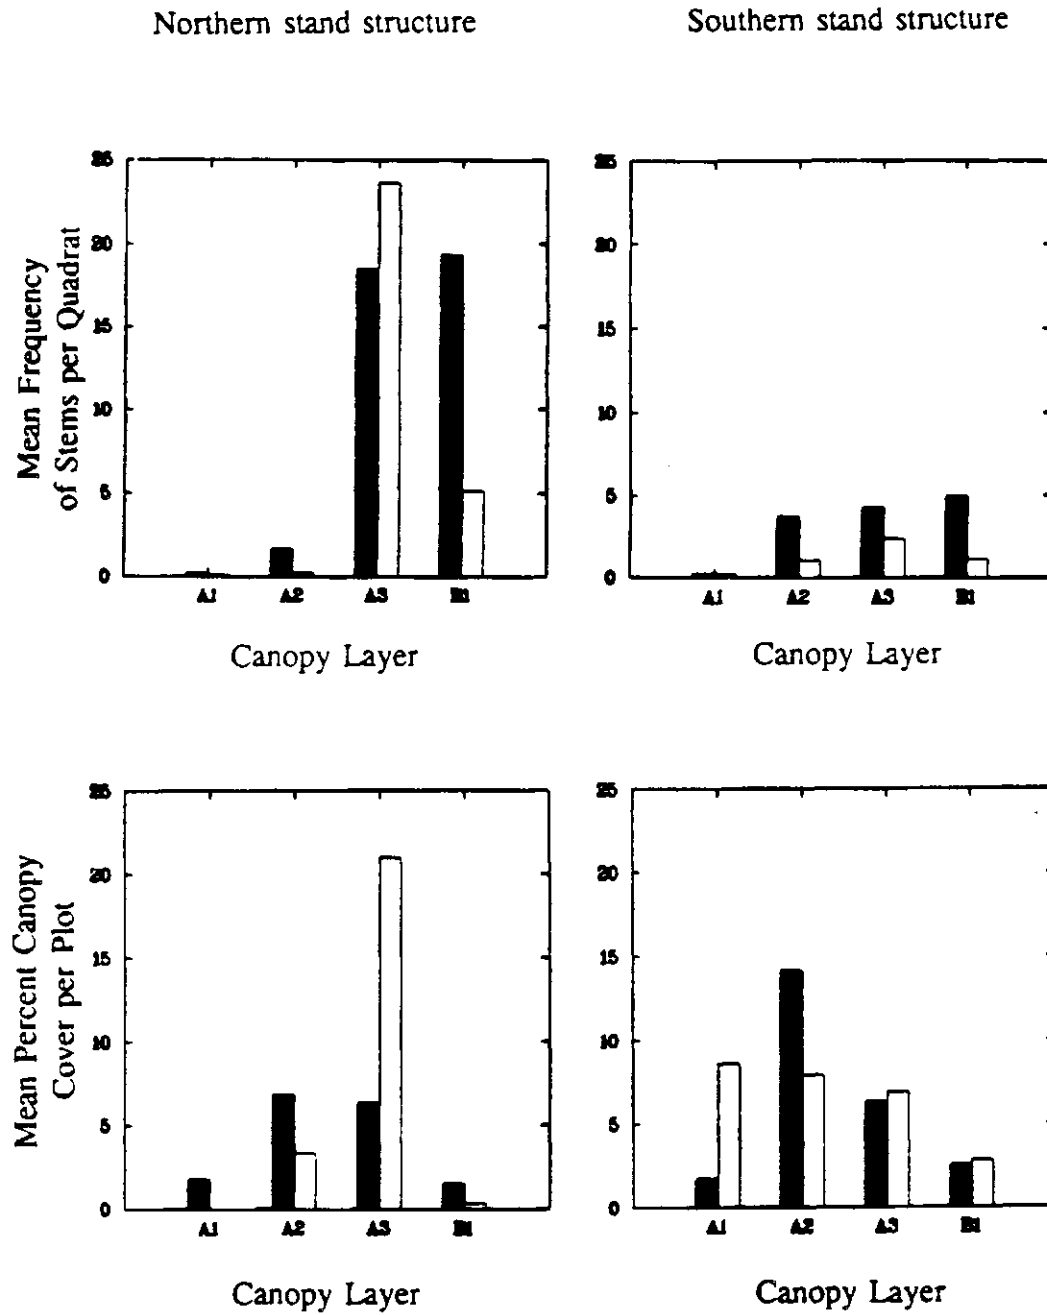 Northern stand structure
Southern stand structure
Mean Frequency
of Stems per Quadrat
25
20
15
10
5
0
A1 A2 A3 B1
Canopy Layer
25
20
15
10
5
0
A1 A2 A3 B1
Canopy Layer
Mean Percent Canopy
Cover per Plot
25
20
15
10
5
0
A1 A2 A3 B1
Canopy Layer
25
20
15
10
5
0
A1 A2 A3 B1
Canopy Layer